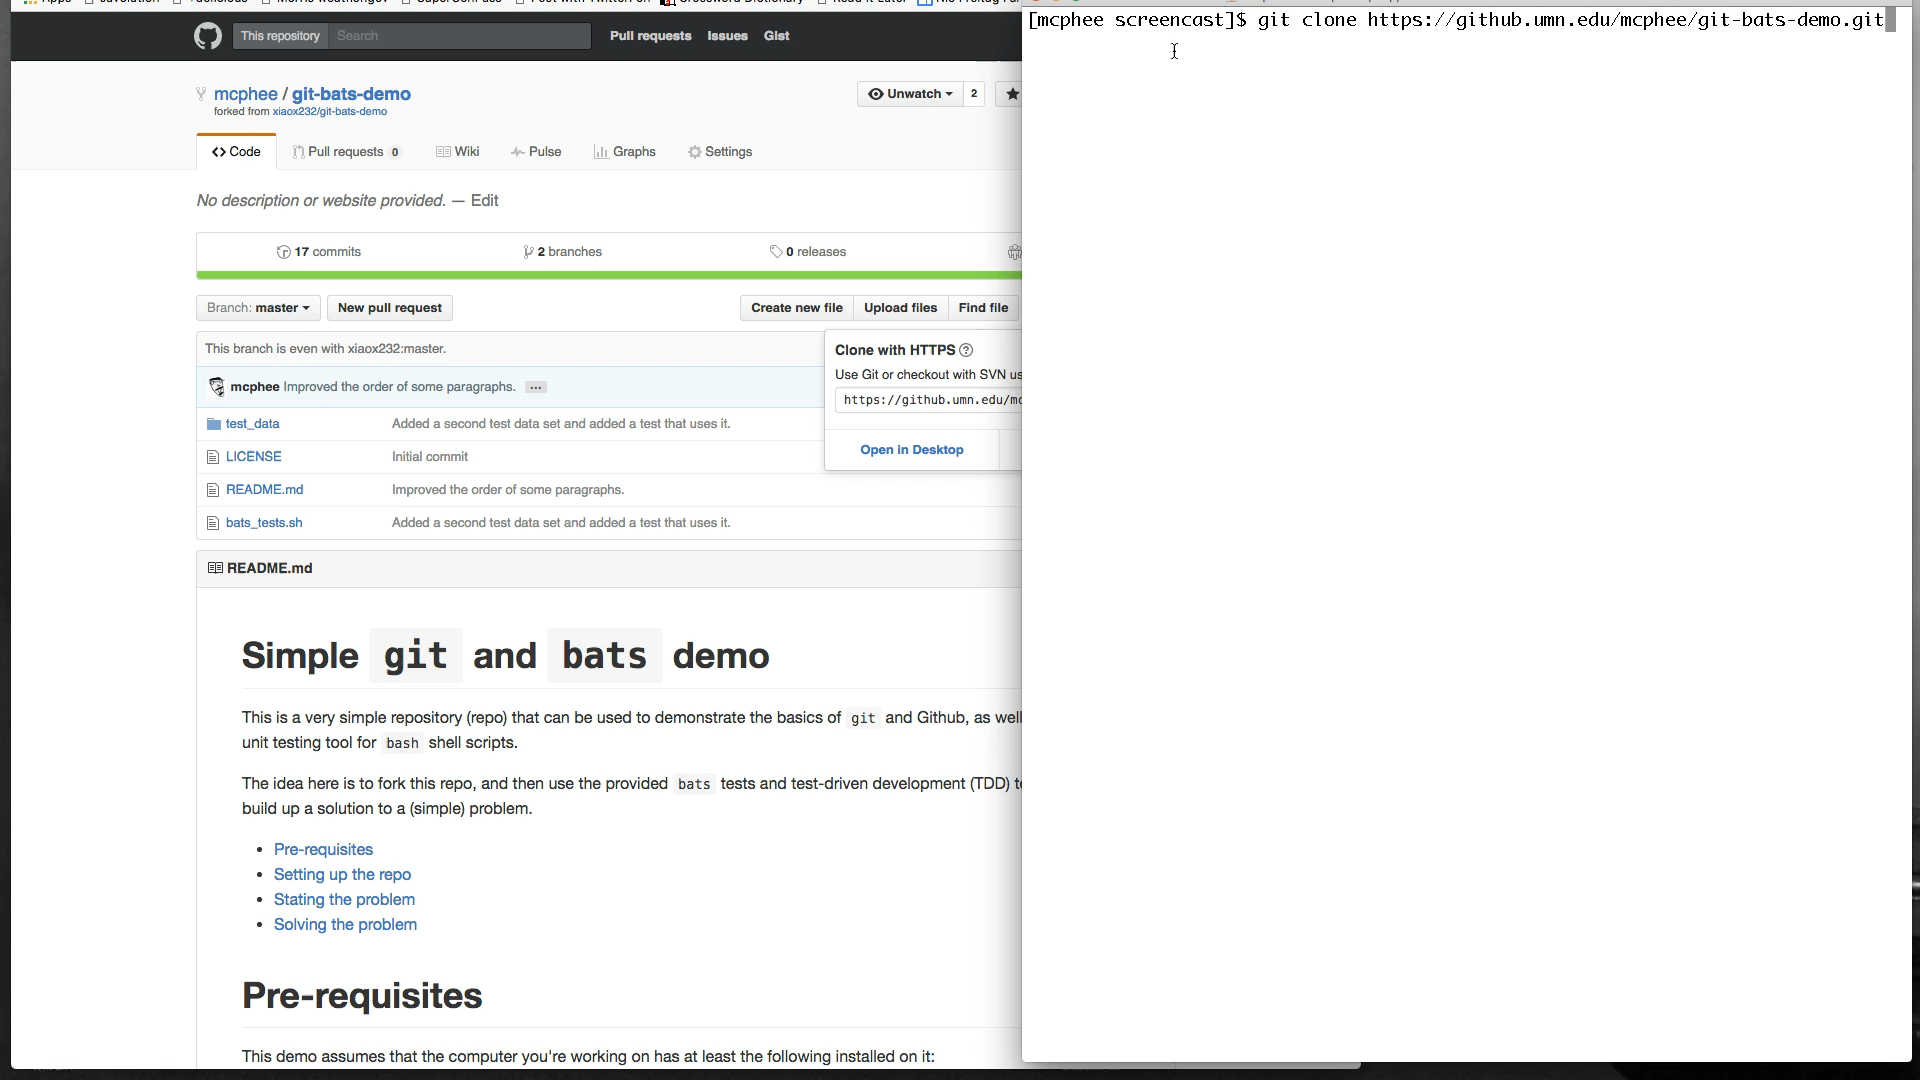 This repository Search Pull requests Issues Gist
mcphee / git-bats-demo
forked from xiaox232/git-bats-demo
Unwatch 2
Code Pull requests 0 Wiki Pulse Graphs Settings
No description or website provided. — Edit
17 commits 2 branches 0 releases
Branch: master New pull request Create new file Upload files Find file
This branch is even with xiaox232:master.
mcphee Improved the order of some paragraphs. ...
test_data Added a second test data set and added a test that uses it.
LICENSE Initial commit
README.md Improved the order of some paragraphs.
bats_tests.sh Added a second test data set and added a test that uses it.
Clone with HTTPS
Use Git or checkout with SVN us
https://github.umn.edu/mc
Open in Desktop
README.md
Simple git and bats demo
This is a very simple repository (repo) that can be used to demonstrate the basics of git and Github, as well
unit testing tool for bash shell scripts.
The idea here is to fork this repo, and then use the provided bats tests and test-driven development (TDD) to
build up a solution to a (simple) problem.
• Pre-requisites
• Setting up the repo
• Stating the problem
• Solving the problem
Pre-requisites
This demo assumes that the computer you're working on has at least the following installed on it:
[mcphee screencast]$ git clone https://github.umn.edu/mcphee/git-bats-demo.git